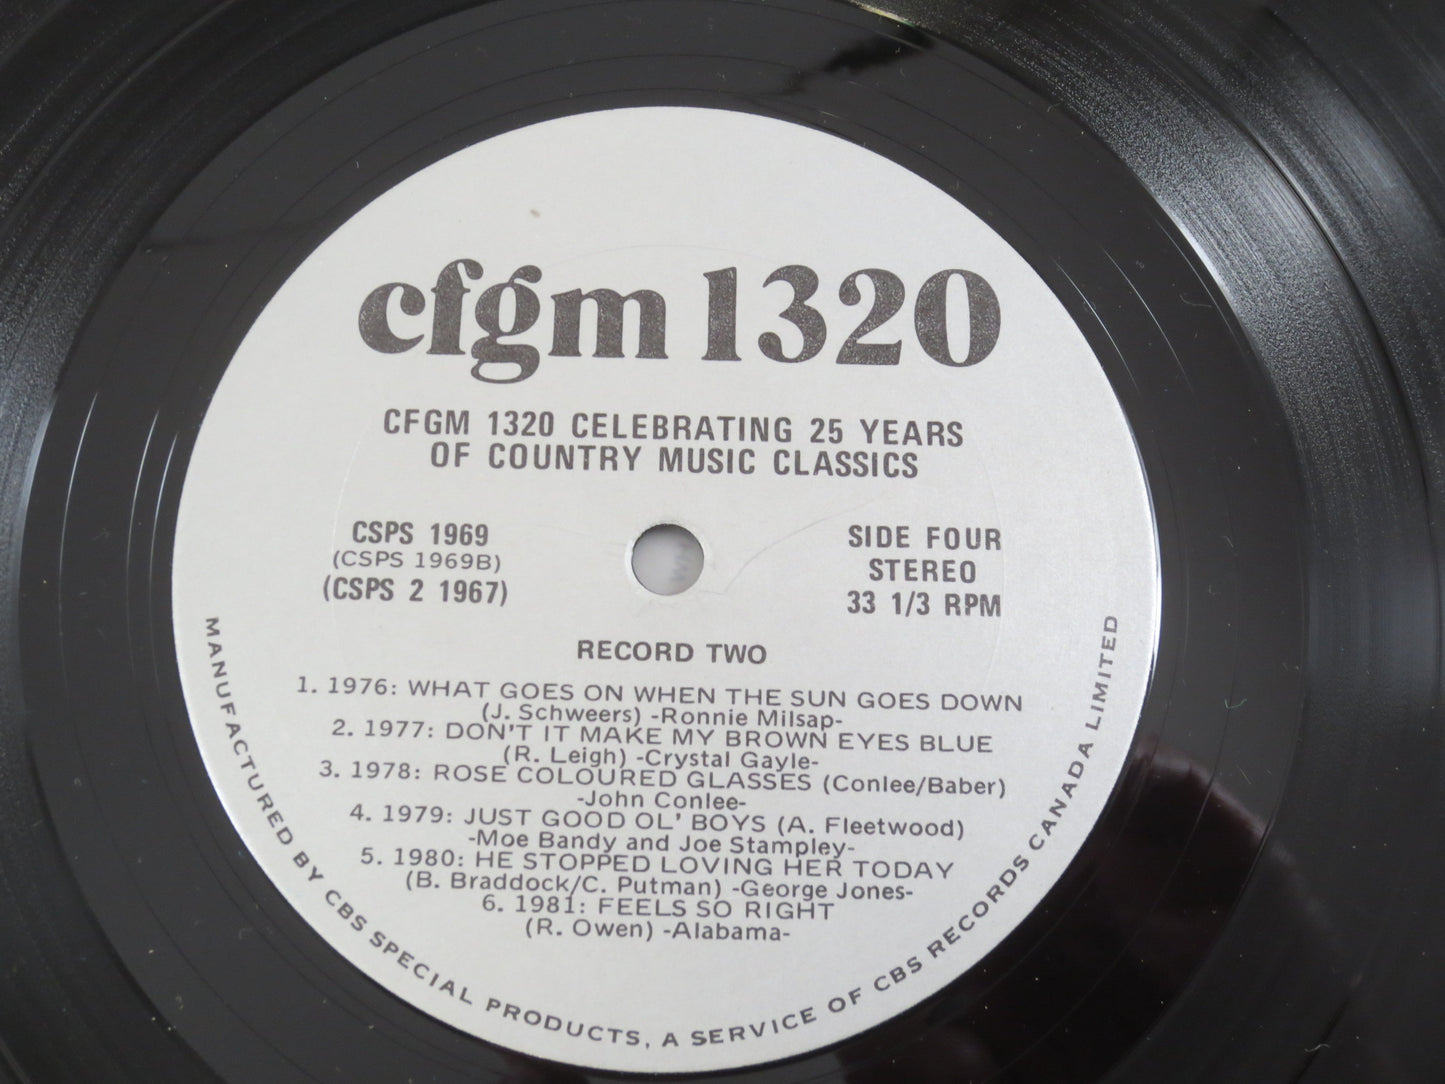 cfgm 1320
CFGM 1320 CELEBRATING 25 YEARS
OF COUNTRY MUSIC CLASSICS
CSPS 1969
(CSPS 1969B)
(CSPS 2 1967)
SIDE FOUR
STEREO
33 1/3 RPM
RECORD TWO
1. 1976: WHAT GOES ON WHEN THE SUN GOES DOWN
(J. Schweers) -Ronnie Milsap-
2. 1977: DON'T IT MAKE MY BROWN EYES BLUE
(R. Leigh) -Crystal Gayle-
3. 1978: ROSE COLOURED GLASSES (Conlee/Baber)
-John Conlee-
4. 1979: JUST GOOD OL' BOYS (A. Fleetwood)
-Moe Bandy and Joe Stampley-
5. 1980: HE STOPPED LOVING HER TODAY
(B. Braddock/C. Putman) -George Jones-
6. 1981: FEELS SO RIGHT
(R. Owen) -Alabama-
MANUFACTURED BY CBS SPECIAL PRODUCTS, A SERVICE OF CBS RECORDS CANADA LIMITED